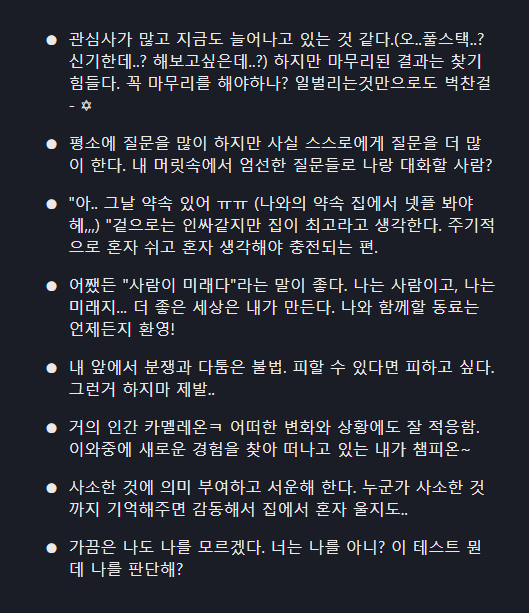 ● 관심사가 많고 지금도 늘어나고 있는 것 같다.(오..풀스택..?
신기한데..? 해보고싶은데..?) 하지만 마무리된 결과는 찾기
힘들다. 꼭 마무리를 해야하나? 일벌리는것만으로도 벅찬걸
- ✡
● 평소에 질문을 많이 하지만 사실 스스로에게 질문을 더 많
이 한다. 내 머릿속에서 엄선한 질문들로 나랑 대화할 사람?
● "아.. 그날 약속 있어 ㅠㅠ (나와의 약속 집에서 넷플 봐야
헤,,,) "겉으로는 인싸같지만 집이 최고라고 생각한다. 주기적
으로 혼자 쉬고 혼자 생각해야 충전되는 편.
● 어쨌든 "사람이 미래다"라는 말이 좋다. 나는 사람이고, 나는
미래지... 더 좋은 세상은 내가 만든다. 나와 함께할 동료는
언제든지 환영!
● 내 앞에서 분쟁과 다툼은 불법. 피할 수 있다면 피하고 싶다.
그런거 하지마 제발..
● 거의 인간 카멜레온ㅋ 어떠한 변화와 상황에도 잘 적응함.
이와중에 새로운 경험을 찾아 떠나고 있는 내가 챔피온~
● 사소한 것에 의미 부여하고 서운해 한다. 누군가 사소한 것
까지 기억해주면 감동해서 집에서 혼자 울지도..
● 가끔은 나도 나를 모르겠다. 너는 나를 아니? 이 테스트 뭔
데 나를 판단해?